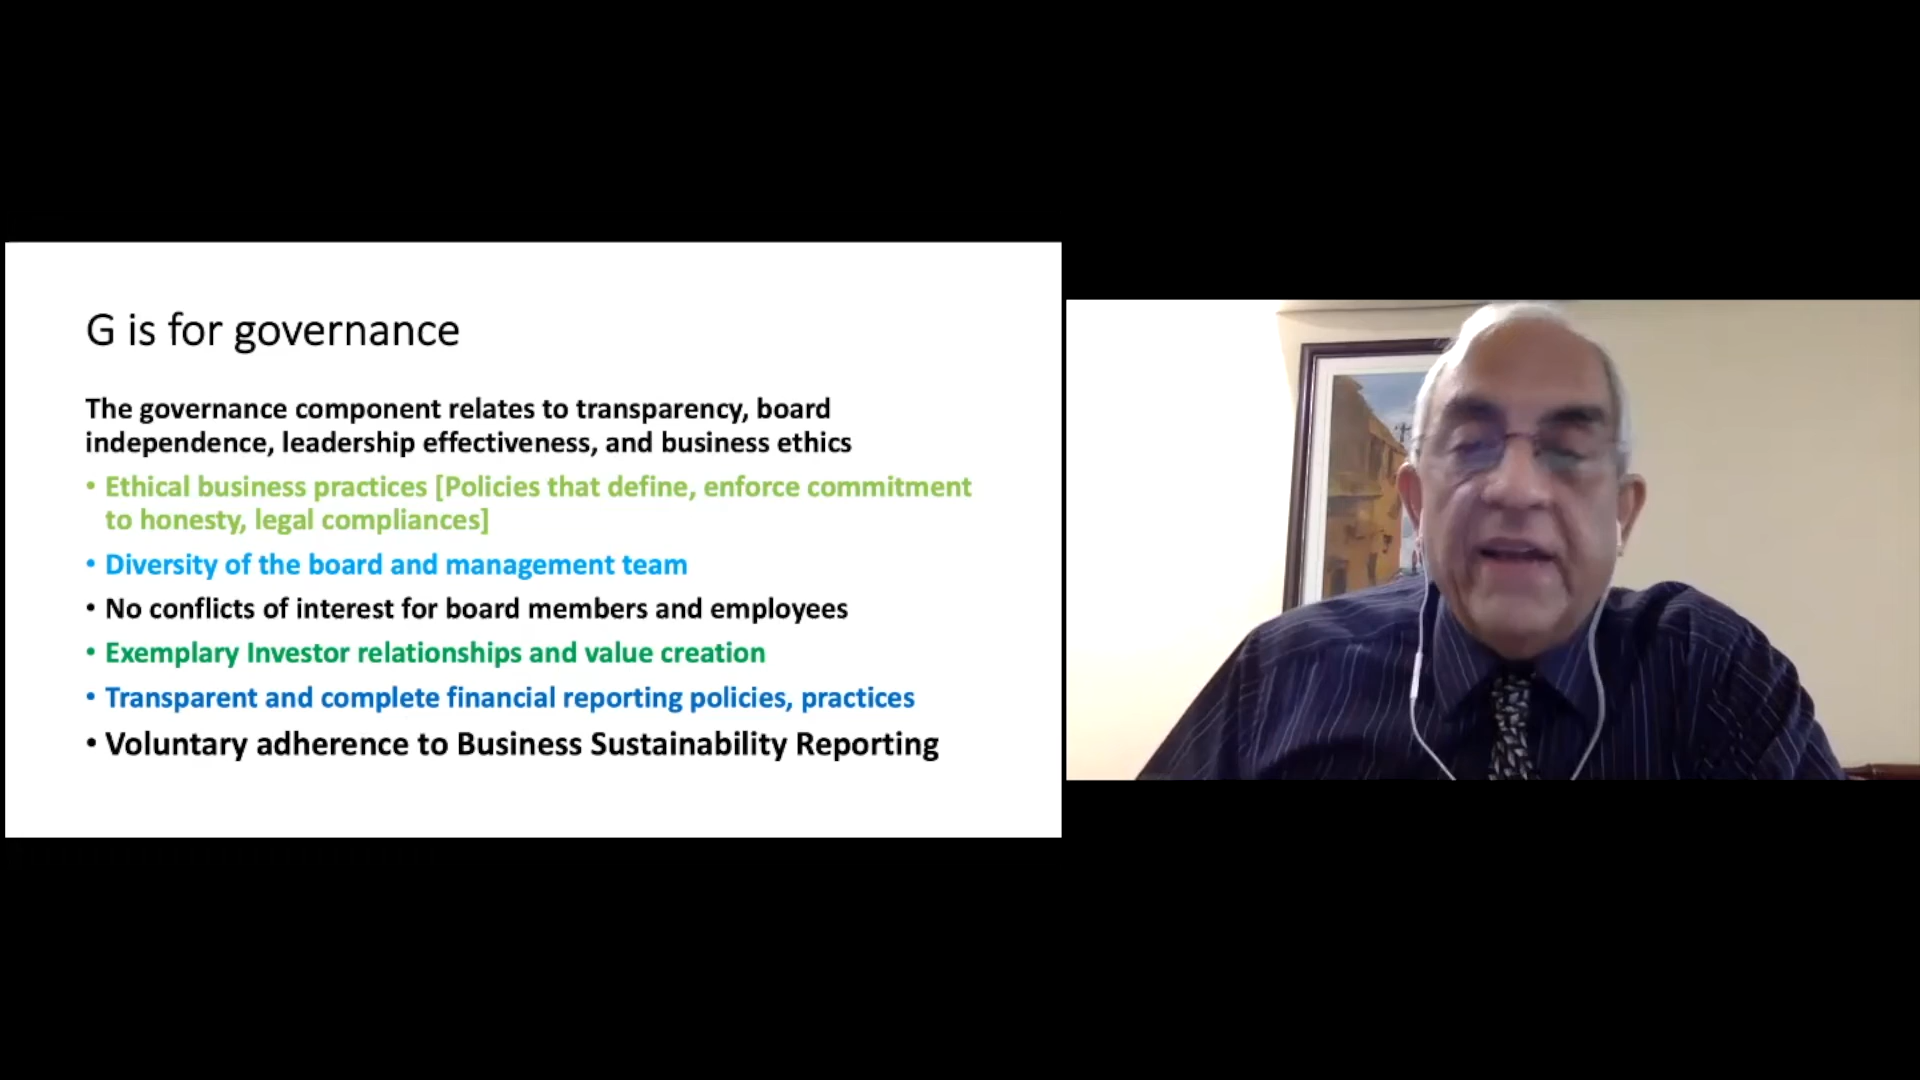 G is for governance
The governance component relates to transparency, board
independence, leadership effectiveness, and business ethics
• Ethical business practices [Policies that define, enforce commitment
to honesty, legal compliances]
• Diversity of the board and management team
• No conflicts of interest for board members and employees
• Exemplary Investor relationships and value creation
• Transparent and complete financial reporting policies, practices
• Voluntary adherence to Business Sustainability Reporting